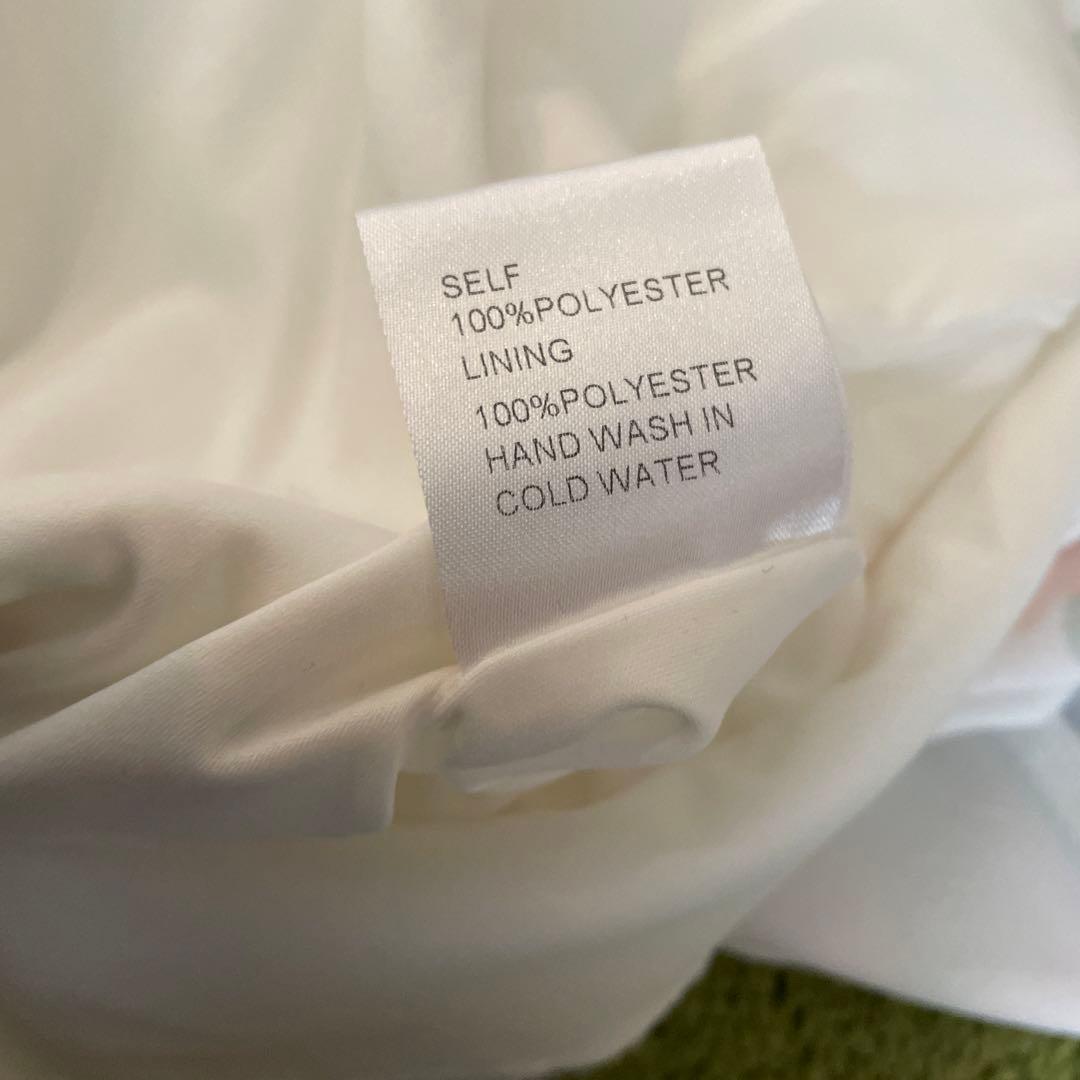 SELF
100%POLYESTER
LINING
100%POLYESTER
HAND WASH IN
COLD WATER